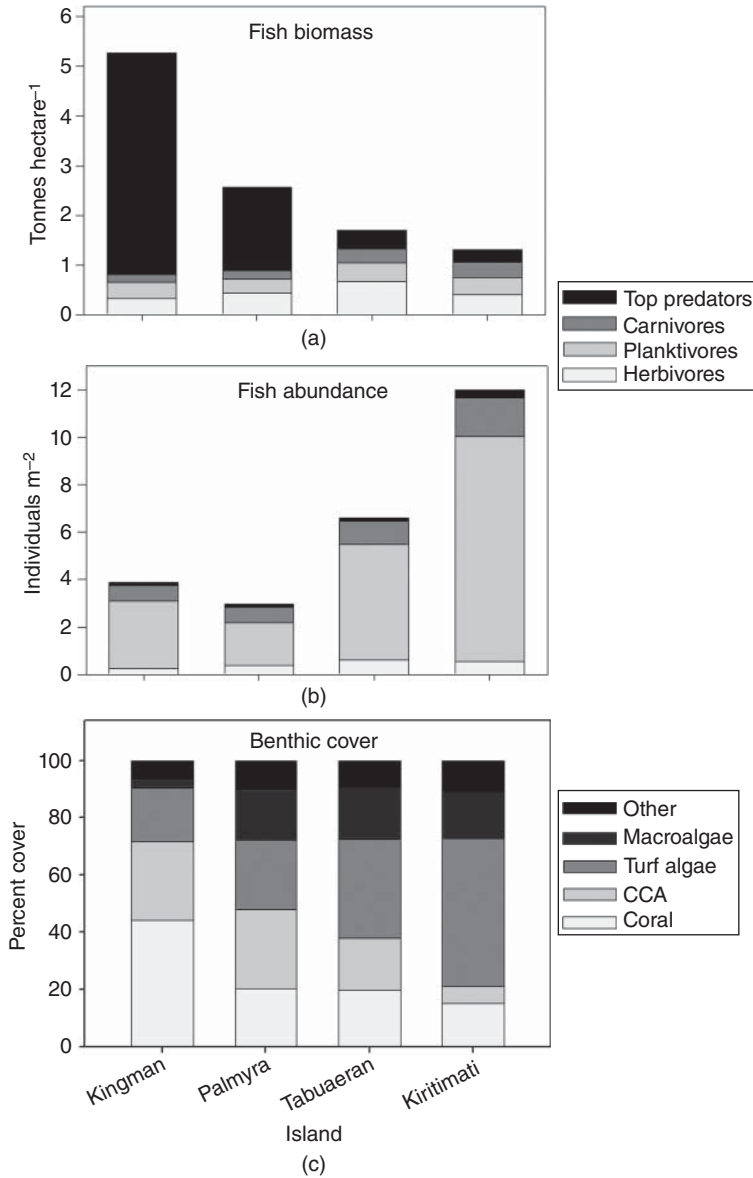 Fish biomass
Tonnes hectare⁻¹
6
5
4
3
2
1
0
(a)
Top predators
Carnivores
Planktivores
Herbivores
Fish abundance
Individuals m⁻²
12
10
8
6
4
2
0
(b)
Benthic cover
Percent cover
100
80
60
40
20
0
Other
Macroalgae
Turf algae
CCA
Coral
Kingman
Palmyra
Tabuaeran
Kiritimati
Island
(c)